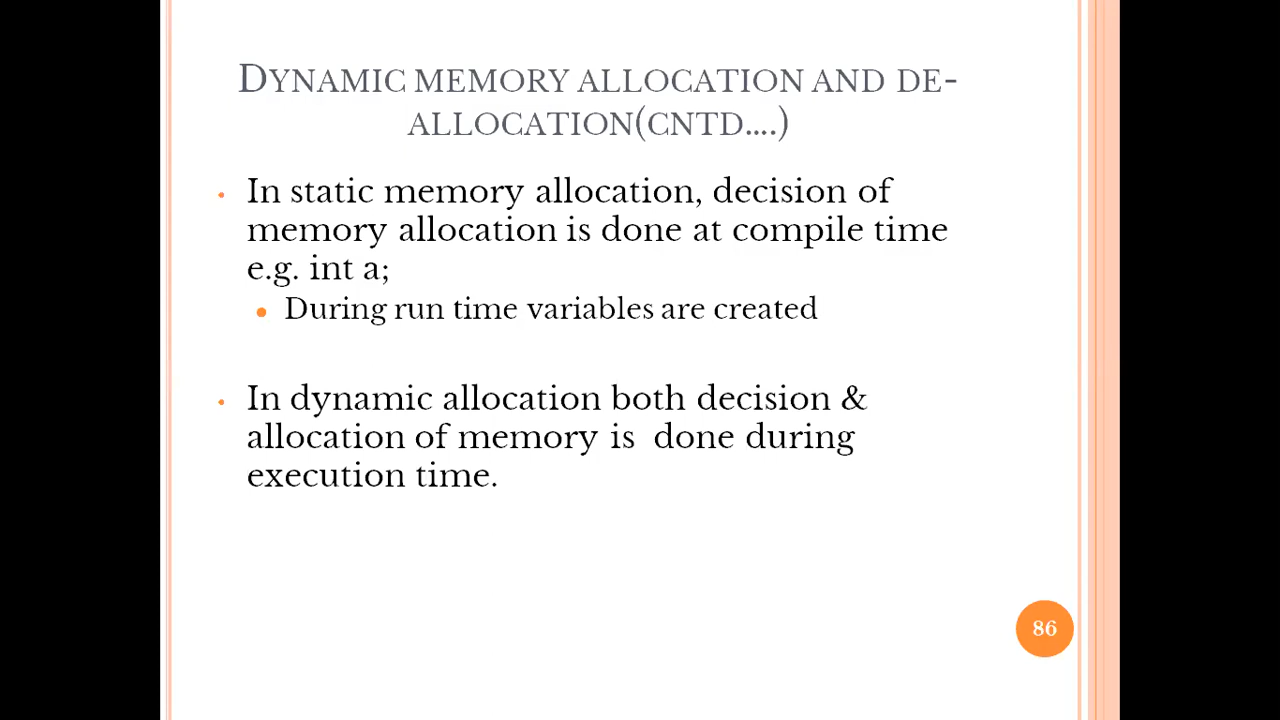 DYNAMIC MEMORY ALLOCATION AND DE-
ALLOCATION(CNTD....)
• In static memory allocation, decision of
memory allocation is done at compile time
e.g. int a;
• During run time variables are created
• In dynamic allocation both decision &
allocation of memory is  done during
execution time.
86